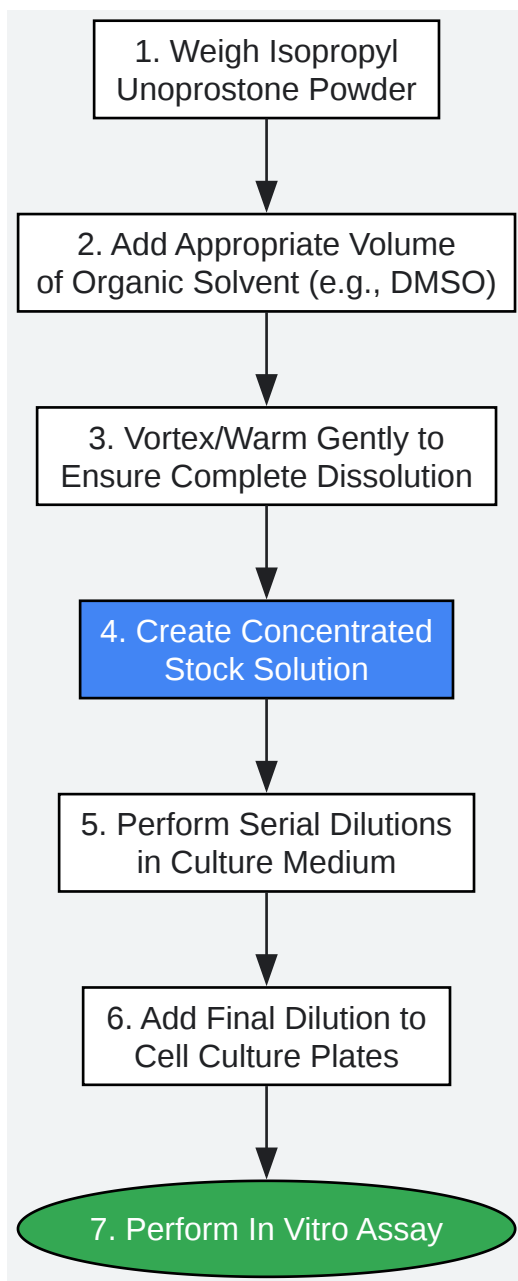 1. Weigh Isopropyl
Unoprostone Powder
2. Add Appropriate Volume
of Organic Solvent (e.g., DMSO)
3. Vortex/Warm Gently to
Ensure Complete Dissolution
4. Create Concentrated
Stock Solution
5. Perform Serial Dilutions
in Culture Medium
6. Add Final Dilution to
Cell Culture Plates
7. Perform In Vitro Assay